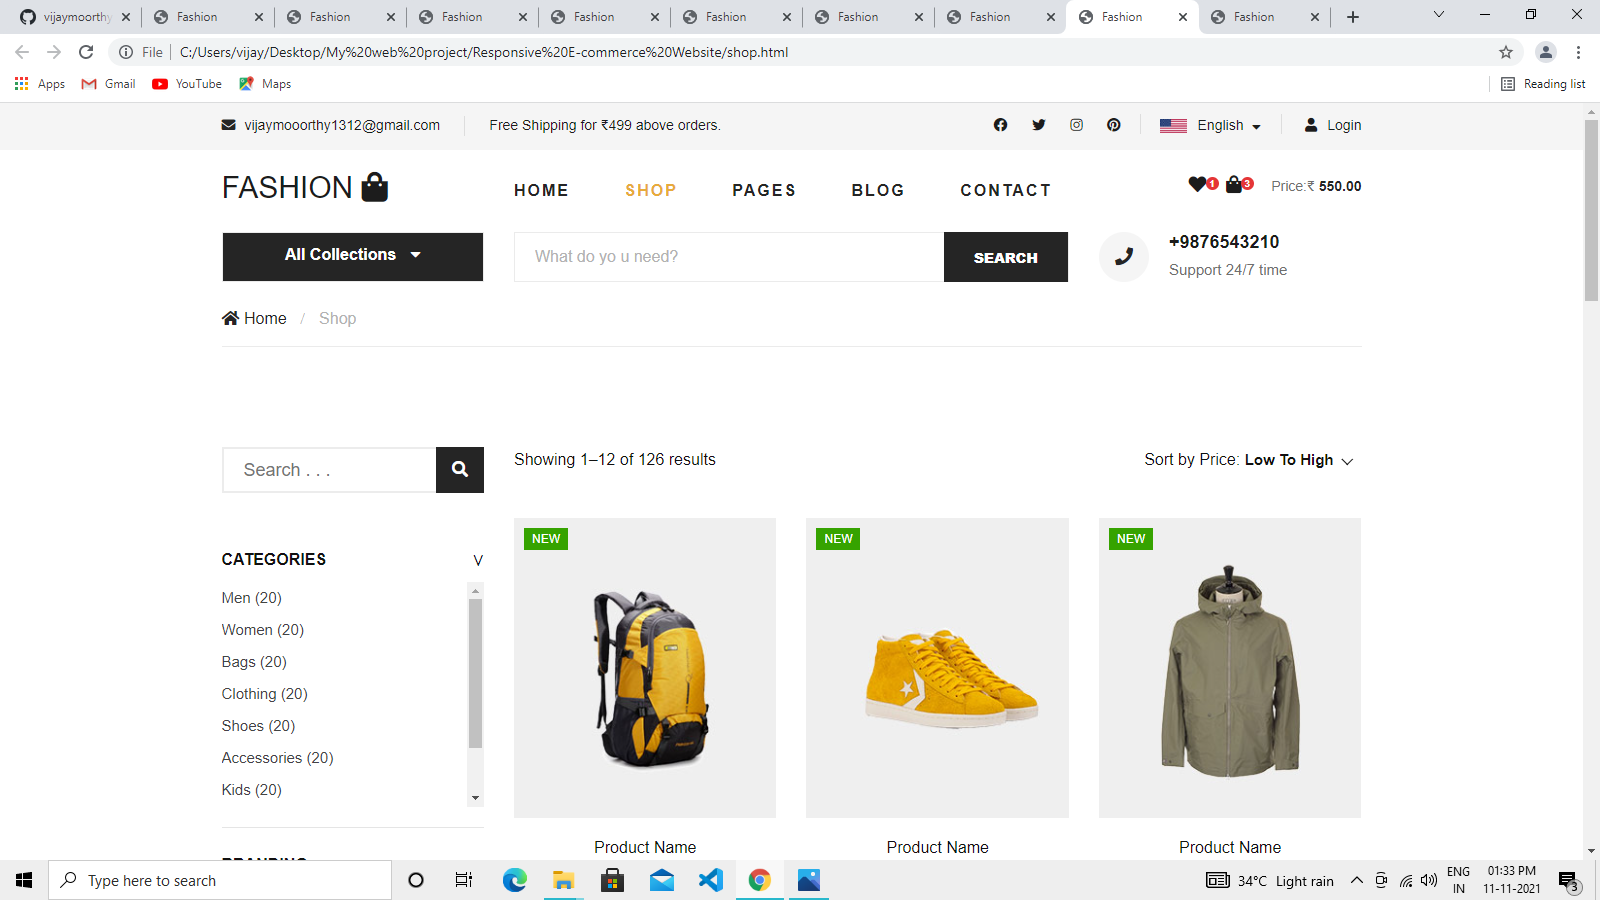 vijaymoorthy
Fashion
Fashion
Fashion
Fashion
Fashion
Fashion
Fashion
Fashion
Fashion
File
C:/Users/vijay/Desktop/My%20web%20project/Responsive%20E-commerce%20Website/shop.html
Apps Gmail YouTube Maps Reading list
vijaymooorthy1312@gmail.com Free Shipping for ₹499 above orders. English Login
FASHION HOME SHOP PAGES BLOG CONTACT 1 3 Price:₹ 550.00
All Collections What do yo u need? SEARCH +9876543210
Support 24/7 time
Home / Shop
Search . . . Showing 1–12 of 126 results Sort by Price: Low To High
NEW NEW NEW
CATEGORIES V
Men (20)
Women (20)
Bags (20)
Clothing (20)
Shoes (20)
Accessories (20)
Kids (20)
Product Name Product Name Product Name
Type here to search 34°C Light rain ENG 01:33 PM
IN 11-11-2021 3